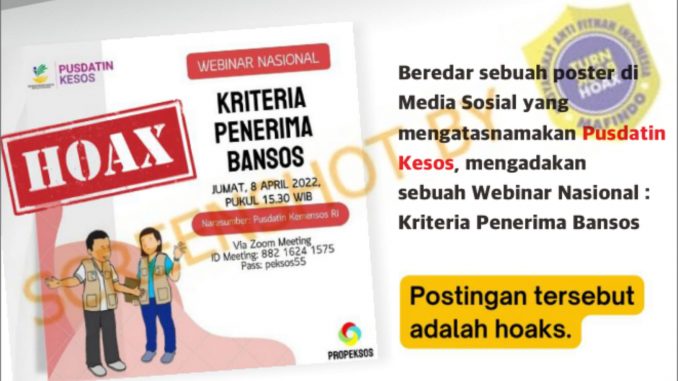 PUSDATIN
KESOS
WEBINAR NASIONAL
KRITERIA
PENERIMA
BANSOS
HOAX
JUMAT, 8 APRIL 2022,
PUKUL 15.30 WIB
Narasumber: Pusdatin Kemensos RI
Via Zoom Meeting
ID Meeting: 882 1624 1575
Pass: peksos55
PROPEKSOS
SCREENSHOT BY
Beredar sebuah poster di
Media Sosial yang
mengatasnamakan Pusdatin
Kesos, mengadakan
sebuah Webinar Nasional :
Kriteria Penerima Bansos
Postingan tersebut
adalah hoaks.
MASYARAKAT ANTI FITNAH INDONESIA
TURN
BACK
HOAX
MAFINDO